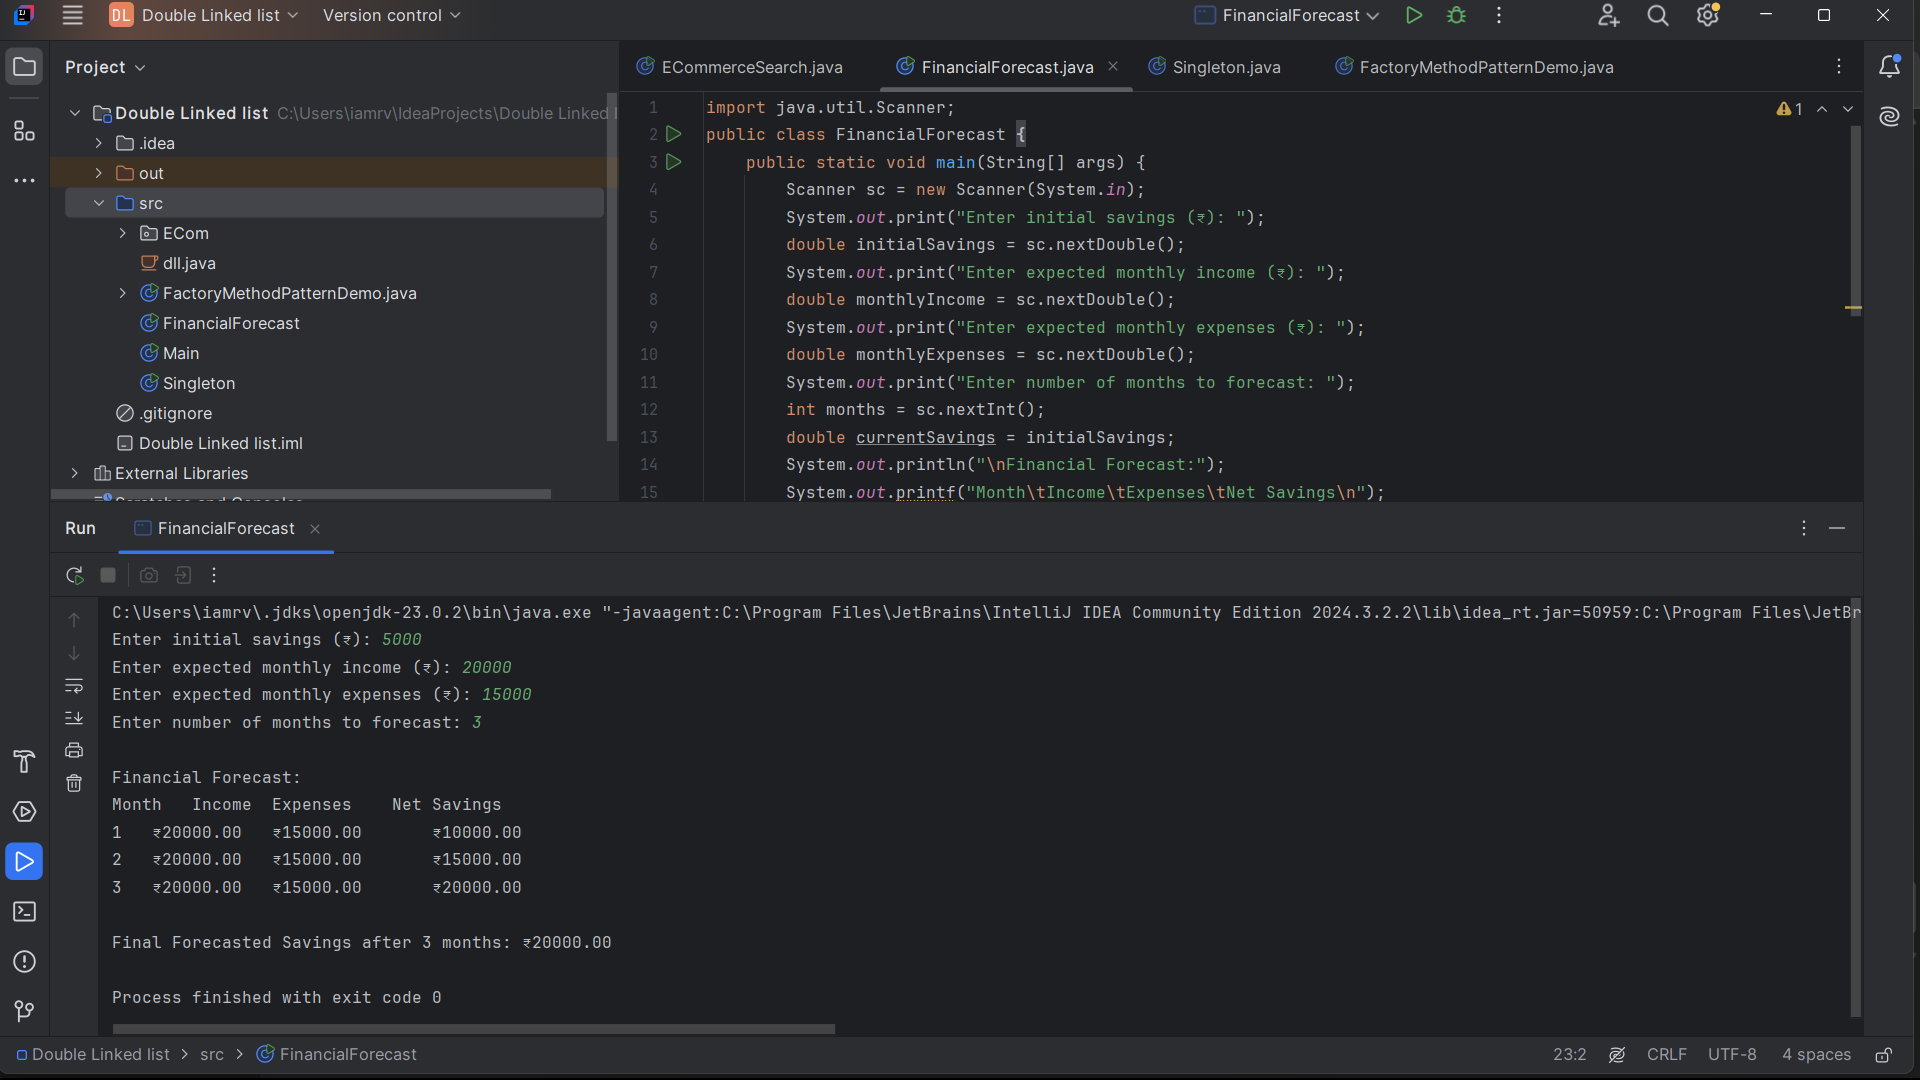 DL Double Linked list Version control FinancialForecast
Project
ECommerceSearch.java FinancialForecast.java Singleton.java FactoryMethodPatternDemo.java
Double Linked list C:\Users\iamrv\IdeaProjects\Double Linked
.idea
out
src
ECom
dll.java
FactoryMethodPatternDemo.java
FinancialForecast
Main
Singleton
.gitignore
Double Linked list.iml
External Libraries
Scratches and Consoles
1
1 import java.util.Scanner;
2 public class FinancialForecast {
3 public static void main(String[] args) {
4 Scanner sc = new Scanner(System.in);
5 System.out.print("Enter initial savings (₹): ");
6 double initialSavings = sc.nextDouble();
7 System.out.print("Enter expected monthly income (₹): ");
8 double monthlyIncome = sc.nextDouble();
9 System.out.print("Enter expected monthly expenses (₹): ");
10 double monthlyExpenses = sc.nextDouble();
11 System.out.print("Enter number of months to forecast: ");
12 int months = sc.nextInt();
13 double currentSavings = initialSavings;
14 System.out.println("\nFinancial Forecast:");
15 System.out.printf("Month\tIncome\tExpenses\tNet Savings\n");
Run FinancialForecast
C:\Users\iamrv\.jdks\openjdk-23.0.2\bin\java.exe "-javaagent:C:\Program Files\JetBrains\IntelliJ IDEA Community Edition 2024.3.2.2\lib\idea_rt.jar=50959:C:\Program Files\JetBr
Enter initial savings (₹): 5000
Enter expected monthly income (₹): 20000
Enter expected monthly expenses (₹): 15000
Enter number of months to forecast: 3
Financial Forecast:
Month Income Expenses Net Savings
1 ₹20000.00 ₹15000.00 ₹10000.00
2 ₹20000.00 ₹15000.00 ₹15000.00
3 ₹20000.00 ₹15000.00 ₹20000.00
Final Forecasted Savings after 3 months: ₹20000.00
Process finished with exit code 0
Double Linked list > src > FinancialForecast 23:2 CRLF UTF-8 4 spaces